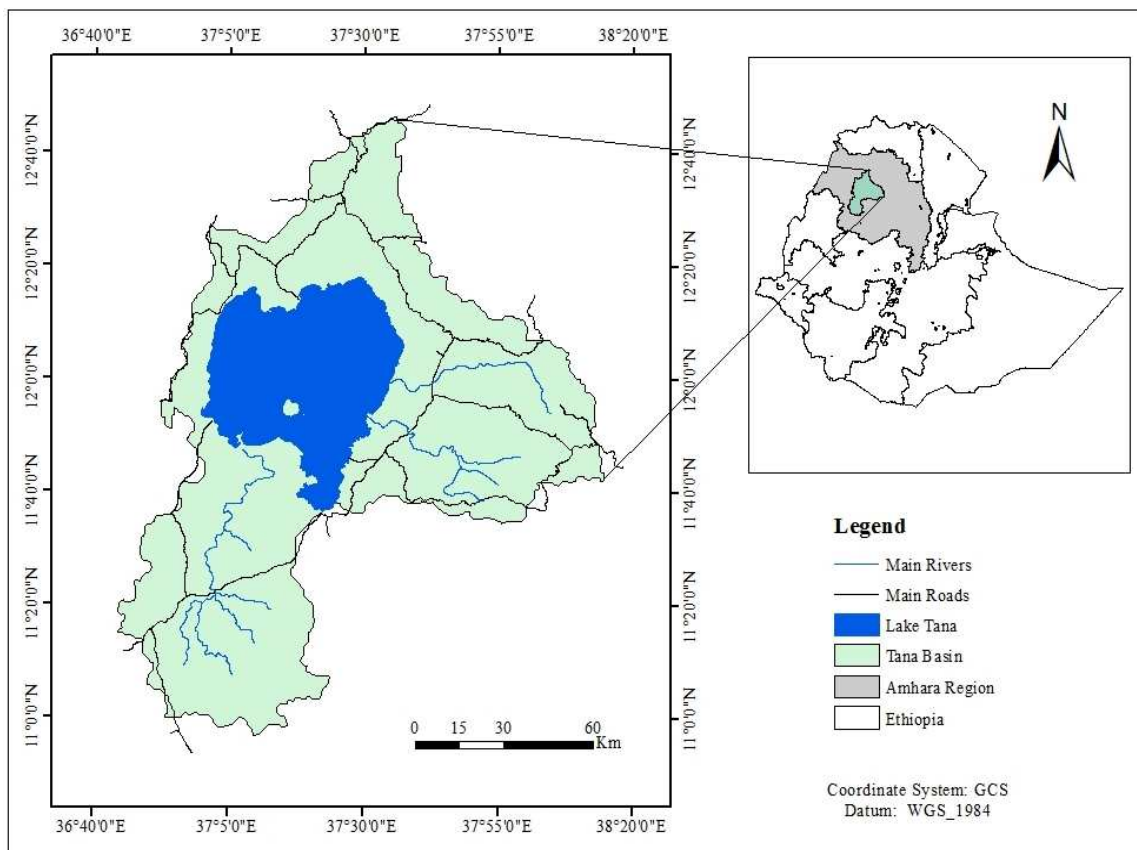 36°40'0"E 37°5'0"E 37°30'0"E 37°55'0"E 38°20'0"E
12°40'0"N
12°20'0"N
12°0'0"N
11°40'0"N
11°20'0"N
11°0'0"N
12°40'0"N
12°20'0"N
12°0'0"N
11°40'0"N
11°20'0"N
11°0'0"N
0 15 30 60
Km
36°40'0"E 37°5'0"E 37°30'0"E 37°55'0"E 38°20'0"E
N
Legend
Main Rivers
Main Roads
Lake Tana
Tana Basin
Amhara Region
Ethiopia
Coordinate System: GCS
Datum: WGS_1984